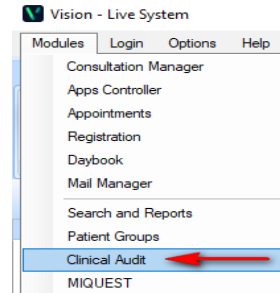 Vision - Live System
Modules Login Options Help
Consultation Manager
Apps Controller
Appointments
Registration
Daybook
Mail Manager
Search and Reports
Patient Groups
Clinical Audit
MIQUEST